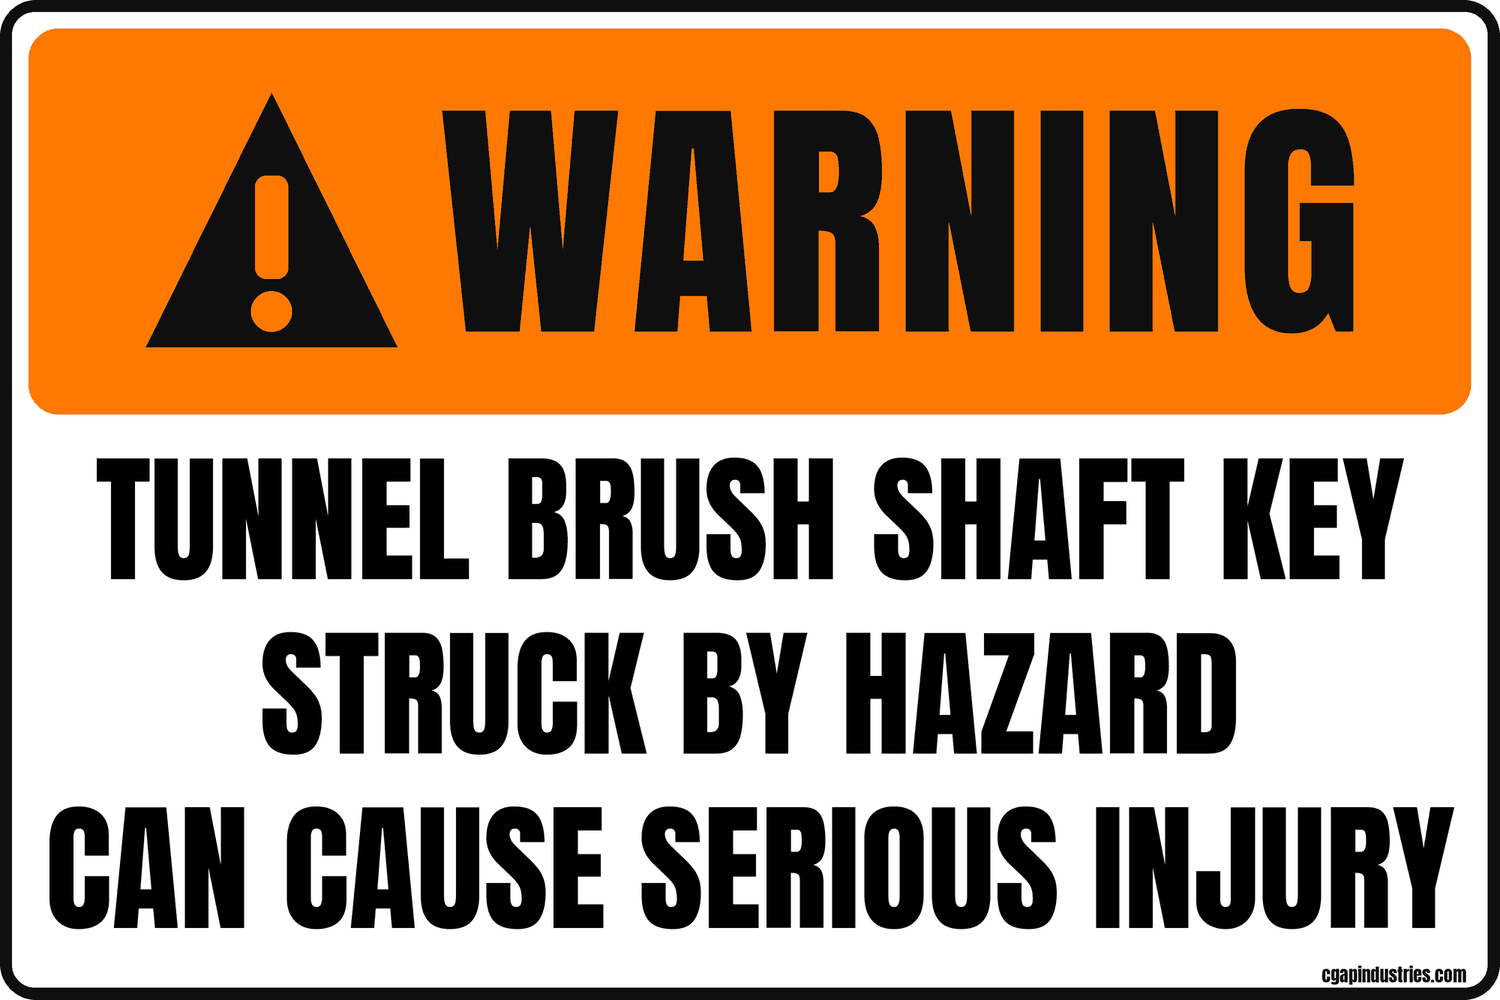 WARNING
TUNNEL BRUSH SHAFT KEY
STRUCK BY HAZARD
CAN CAUSE SERIOUS INJURY
cgapindustries.com